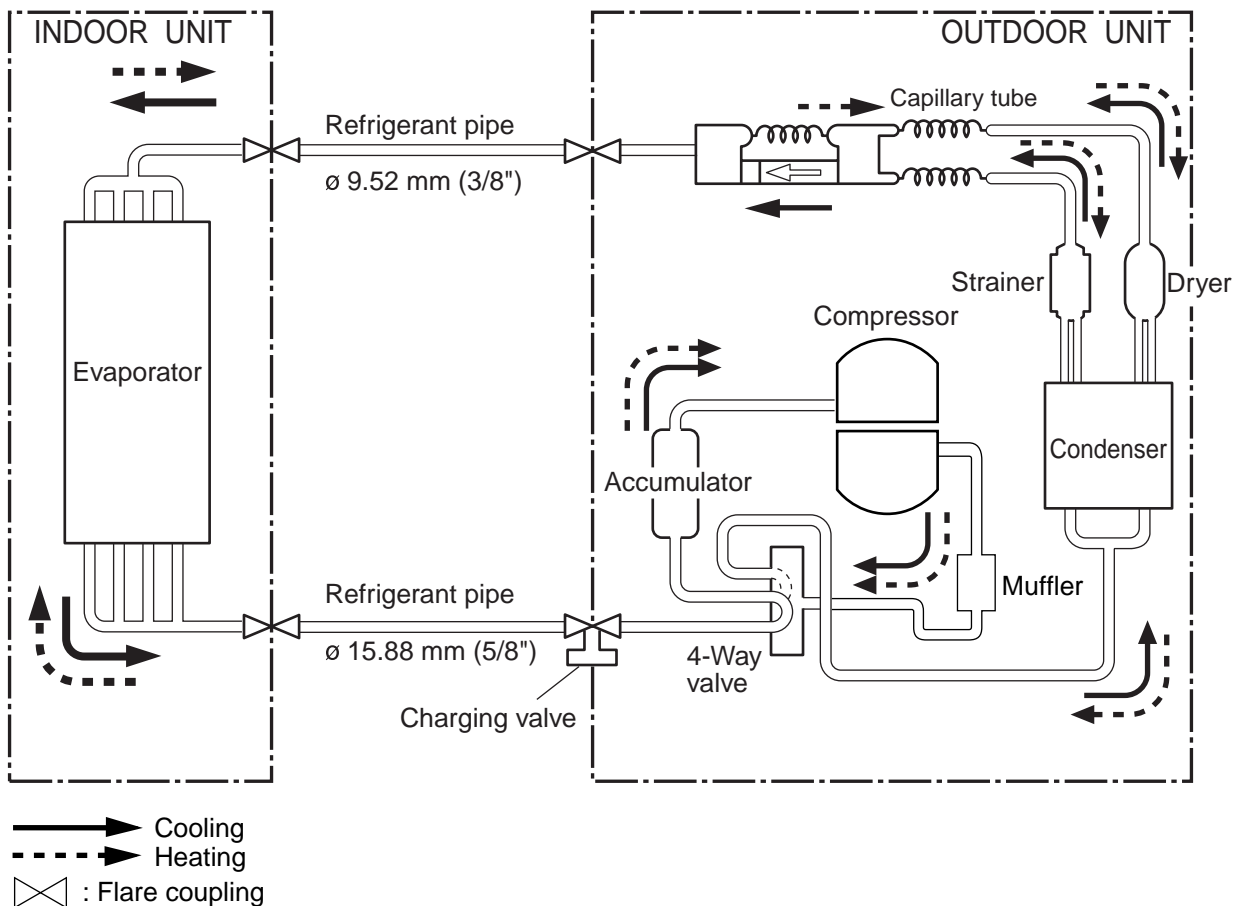 INDOOR UNIT
OUTDOOR UNIT
Refrigerant pipe
ø 9.52 mm (3/8")
Capillary tube
Strainer
Dryer
Compressor
Evaporator
Accumulator
Condenser
Refrigerant pipe
ø 15.88 mm (5/8")
Muffler
4-Way
valve
Charging valve
Cooling
Heating
: Flare coupling